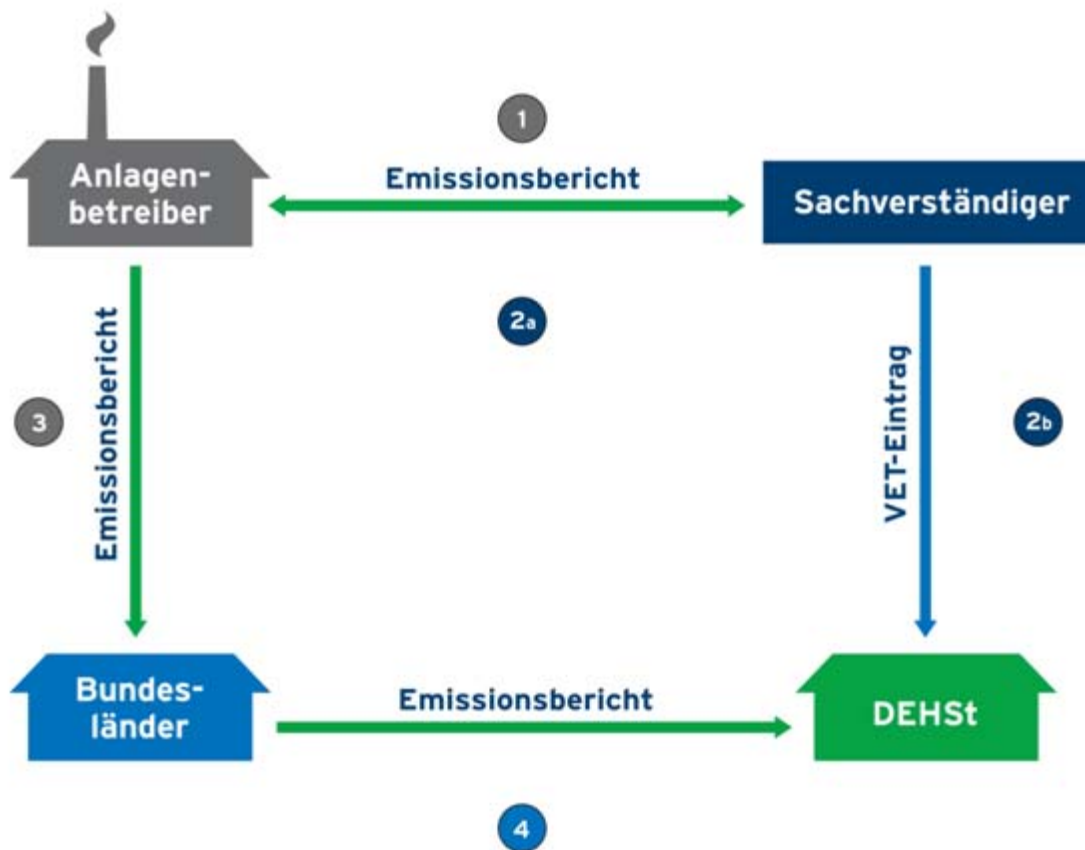 1
Anlagen-
betreiber
Emissionsbericht
Sachverständiger
2a
3
Emissionsbericht
VET-Eintrag
2b
Bundes-
länder
Emissionsbericht
DEHSt
4